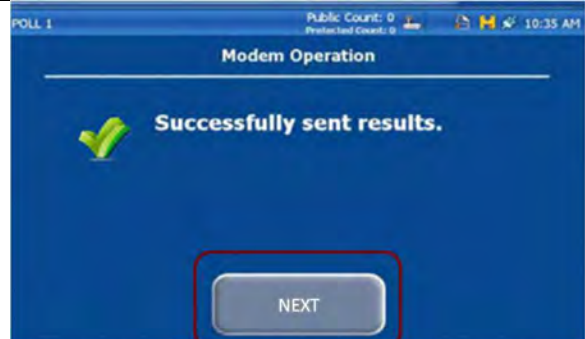 POLL 1
Public Count: 0
Protected Count: 0
10:35 AM
Modem Operation
Successfully sent results.
NEXT